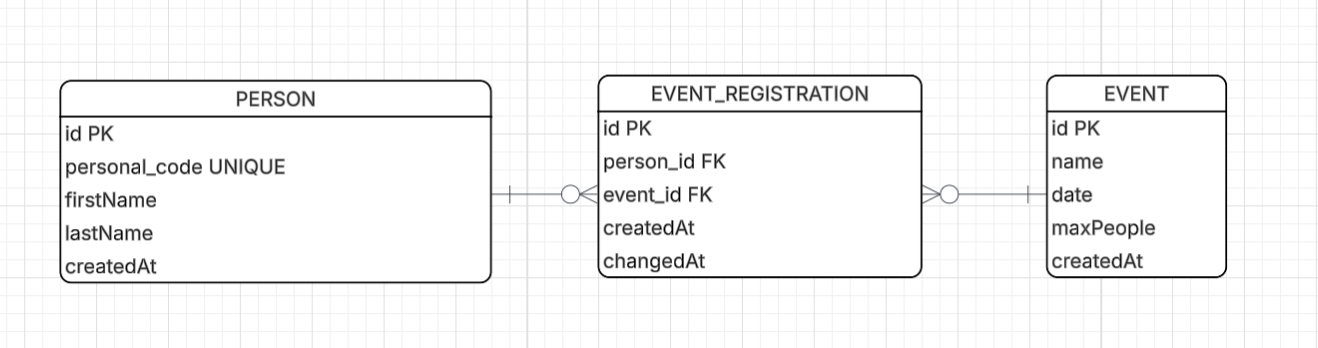 PERSON
id PK
personal_code UNIQUE
firstName
lastName
createdAt
EVENT_REGISTRATION
id PK
person_id FK
event_id FK
createdAt
changedAt
EVENT
id PK
name
date
maxPeople
createdAt